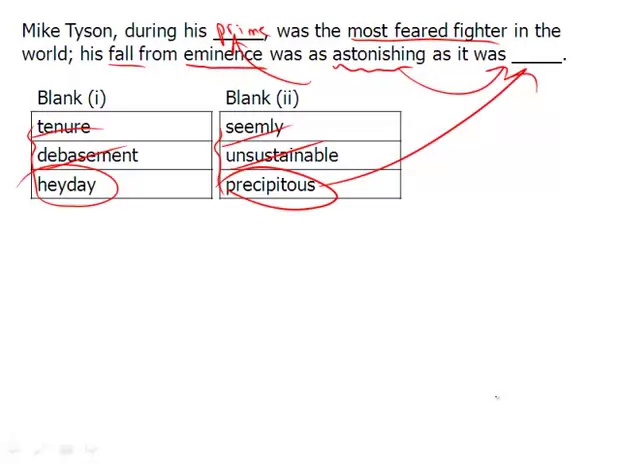 Mike Tyson, during his prime, was the most feared fighter in the
world; his fall from eminence was as astonishing as it was _____.
Blank (i) Blank (ii)
tenure seemly
debasement unsustainable
heyday precipitous